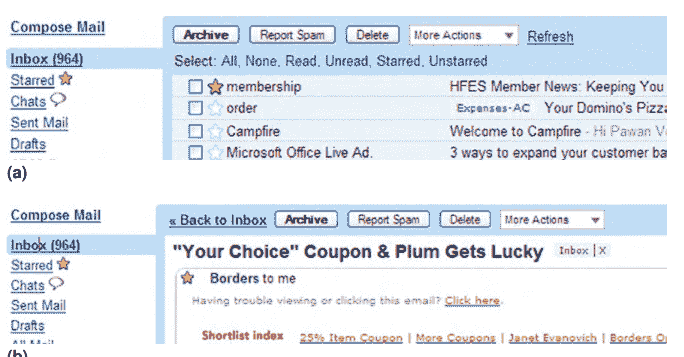 Compose Mail
Archive Report Spam Delete More Actions Refresh
Inbox (964)
Select: All, None, Read, Unread, Starred, Unstarred
Starred
membership HFES Member News: Keeping You
Chats
order Expenses-AC Your Domino's Pizza
Sent Mail
Campfire Welcome to Campfire - Hi Pawan
Drafts
Microsoft Office Live Ad. 3 ways to expand your customer ba
(a)
Compose Mail
« Back to Inbox Archive Report Spam Delete More Actions
Inbox (964)
"Your Choice" Coupon & Plum Gets Lucky Inbox | X
Starred
Borders to me
Chats
Having trouble viewing or clicking this email? Click here.
Sent Mail
Drafts
Shortlist index 25% Item Coupon | More Coupons | Janet Evanovich | Borders
All Mail
(b)